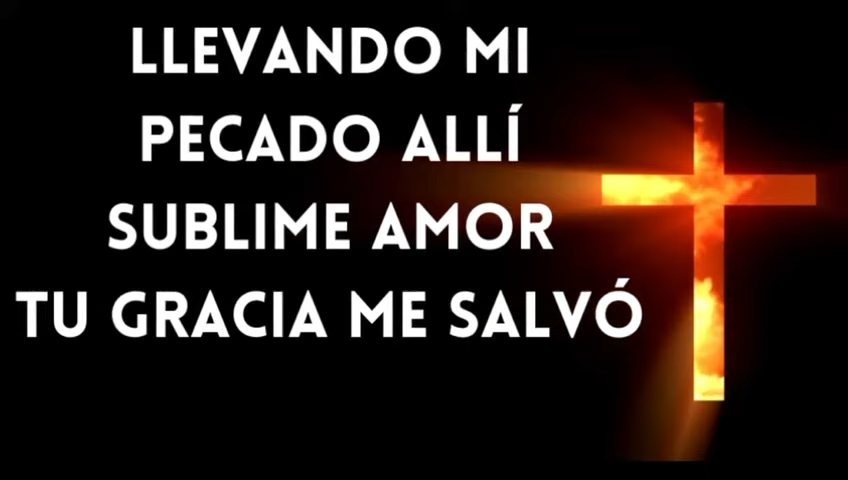 LLEVANDO MI
PECADO ALLÍ
SUBLIME AMOR
TU GRACIA ME SALVÓ